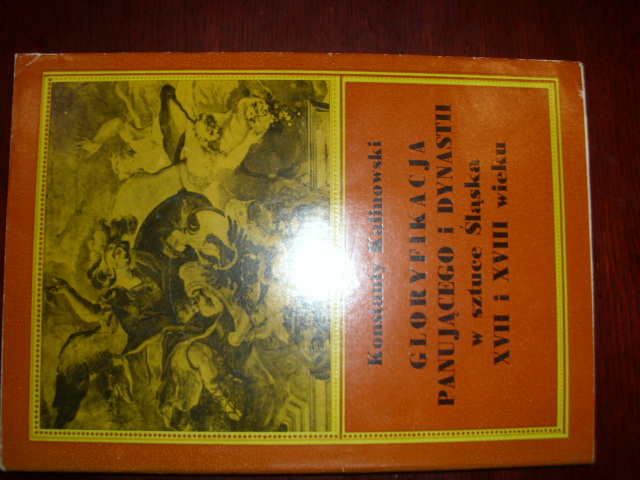 Konstanty Kalinowski
GLORYFIKACJA
PANUJĄCEGO i DYNASTII
w sztuce Śląska
XVII i XVIII wieku